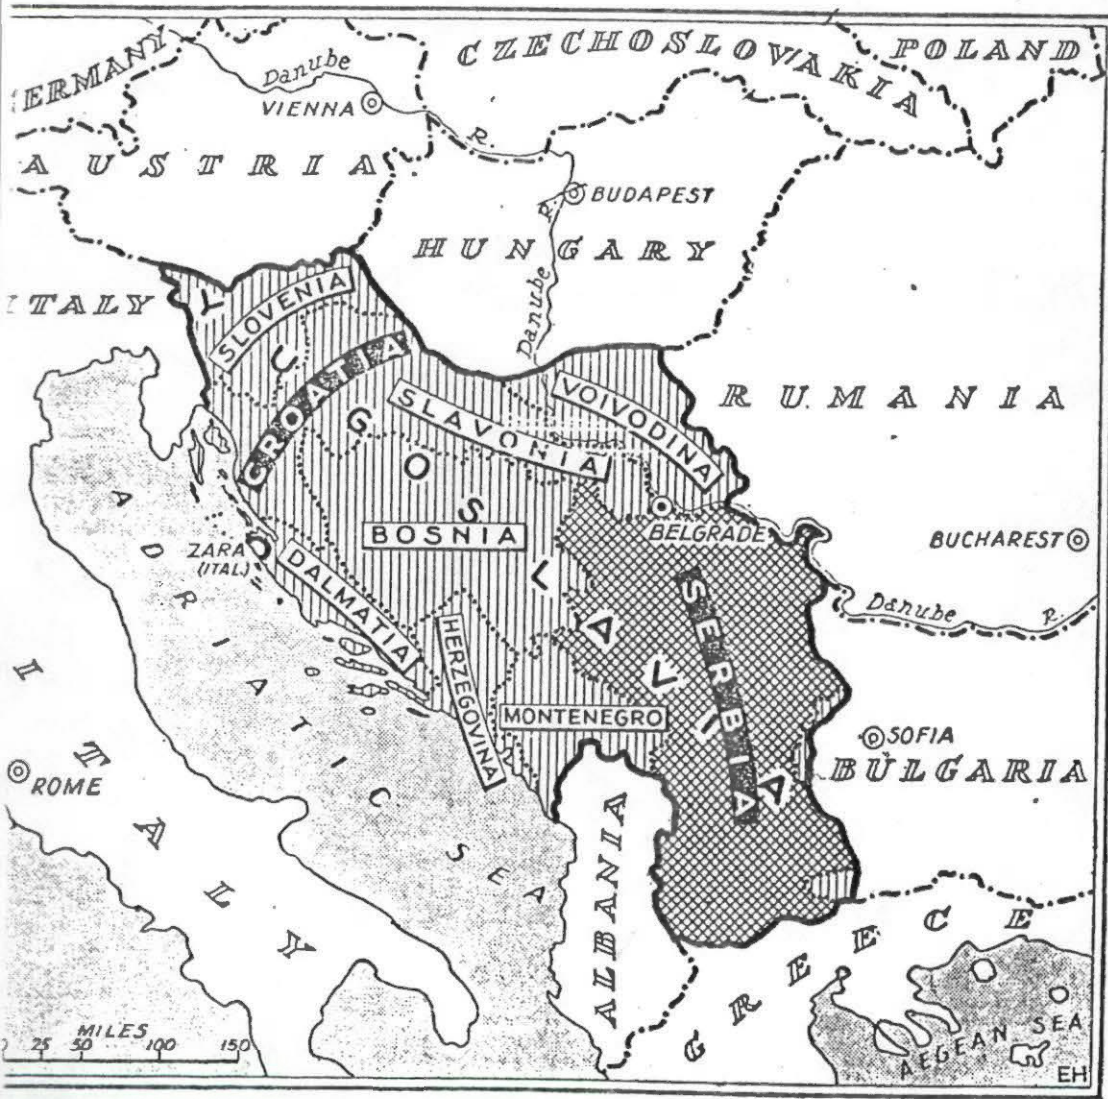 GERMANY
Danube
VIENNA
R.
CZECHOSLOVAKIA
POLAND
AUSTRIA
BUDAPEST
R.
HUNGARY
Danube
ITALY
SLOVENIA
CROATIA
SLAVONIA
VOIVODINA
RUMANIA
YUGOSLAVIA
BOSNIA
BELGRADE
BUCHAREST
ZARA
(ITAL.)
DALMATIA
HERZEGOVINA
MONTENEGRO
SERBIA
Danube R.
ADRIATIC SEA
SOFIA
BULGARIA
ROME
ITALY
ALBANIA
GREECE
AEGEAN SEA
MILES
0 25 50 100 150
EH